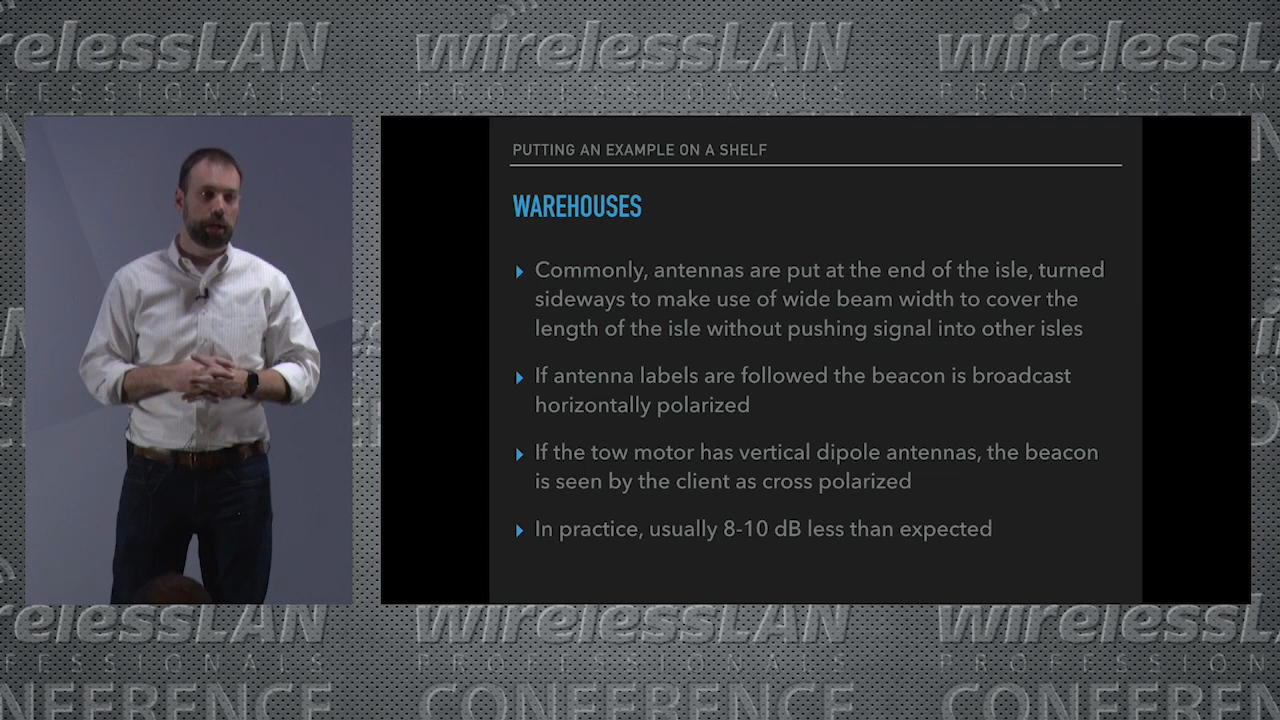 wirelessLAN
PROFESSIONALS
PUTTING AN EXAMPLE ON A SHELF
WAREHOUSES
Commonly, antennas are put at the end of the isle, turned
sideways to make use of wide beam width to cover the
length of the isle without pushing signal into other isles
If antenna labels are followed the beacon is broadcast
horizontally polarized
If the tow motor has vertical dipole antennas, the beacon
is seen by the client as cross polarized
In practice, usually 8-10 dB less than expected
wirelessLAN
PROFESSIONALS
CONFERENCE